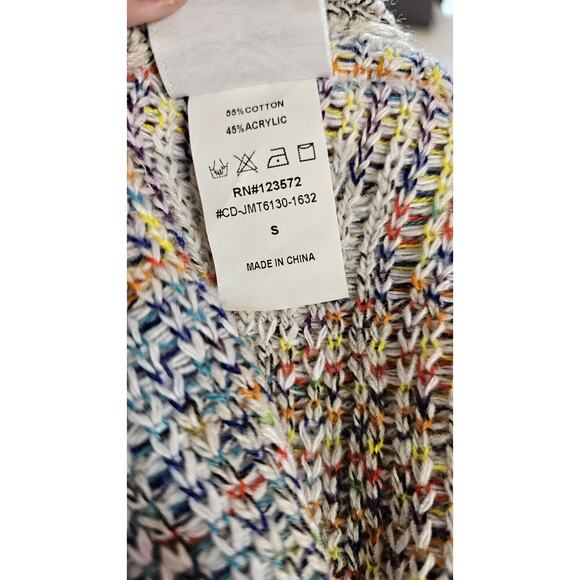 55%COTTON
45%ACRYLIC
RN#123572
#CD-JMT6130-1632
S
MADE IN CHINA